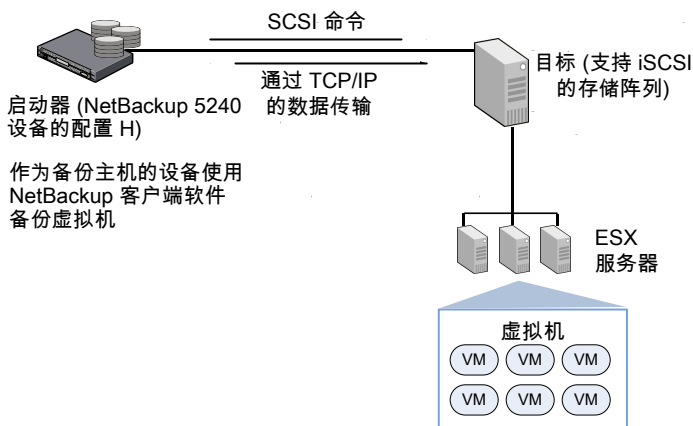 SCSI 命令
通过 TCP/IP
的数据传输
目标 (支持 iSCSI
的存储阵列)
启动器 (NetBackup 5240
设备的配置 H)
作为备份主机的设备使用
NetBackup 客户端软件
备份虚拟机
ESX
服务器
虚拟机
VM VM VM
VM VM VM